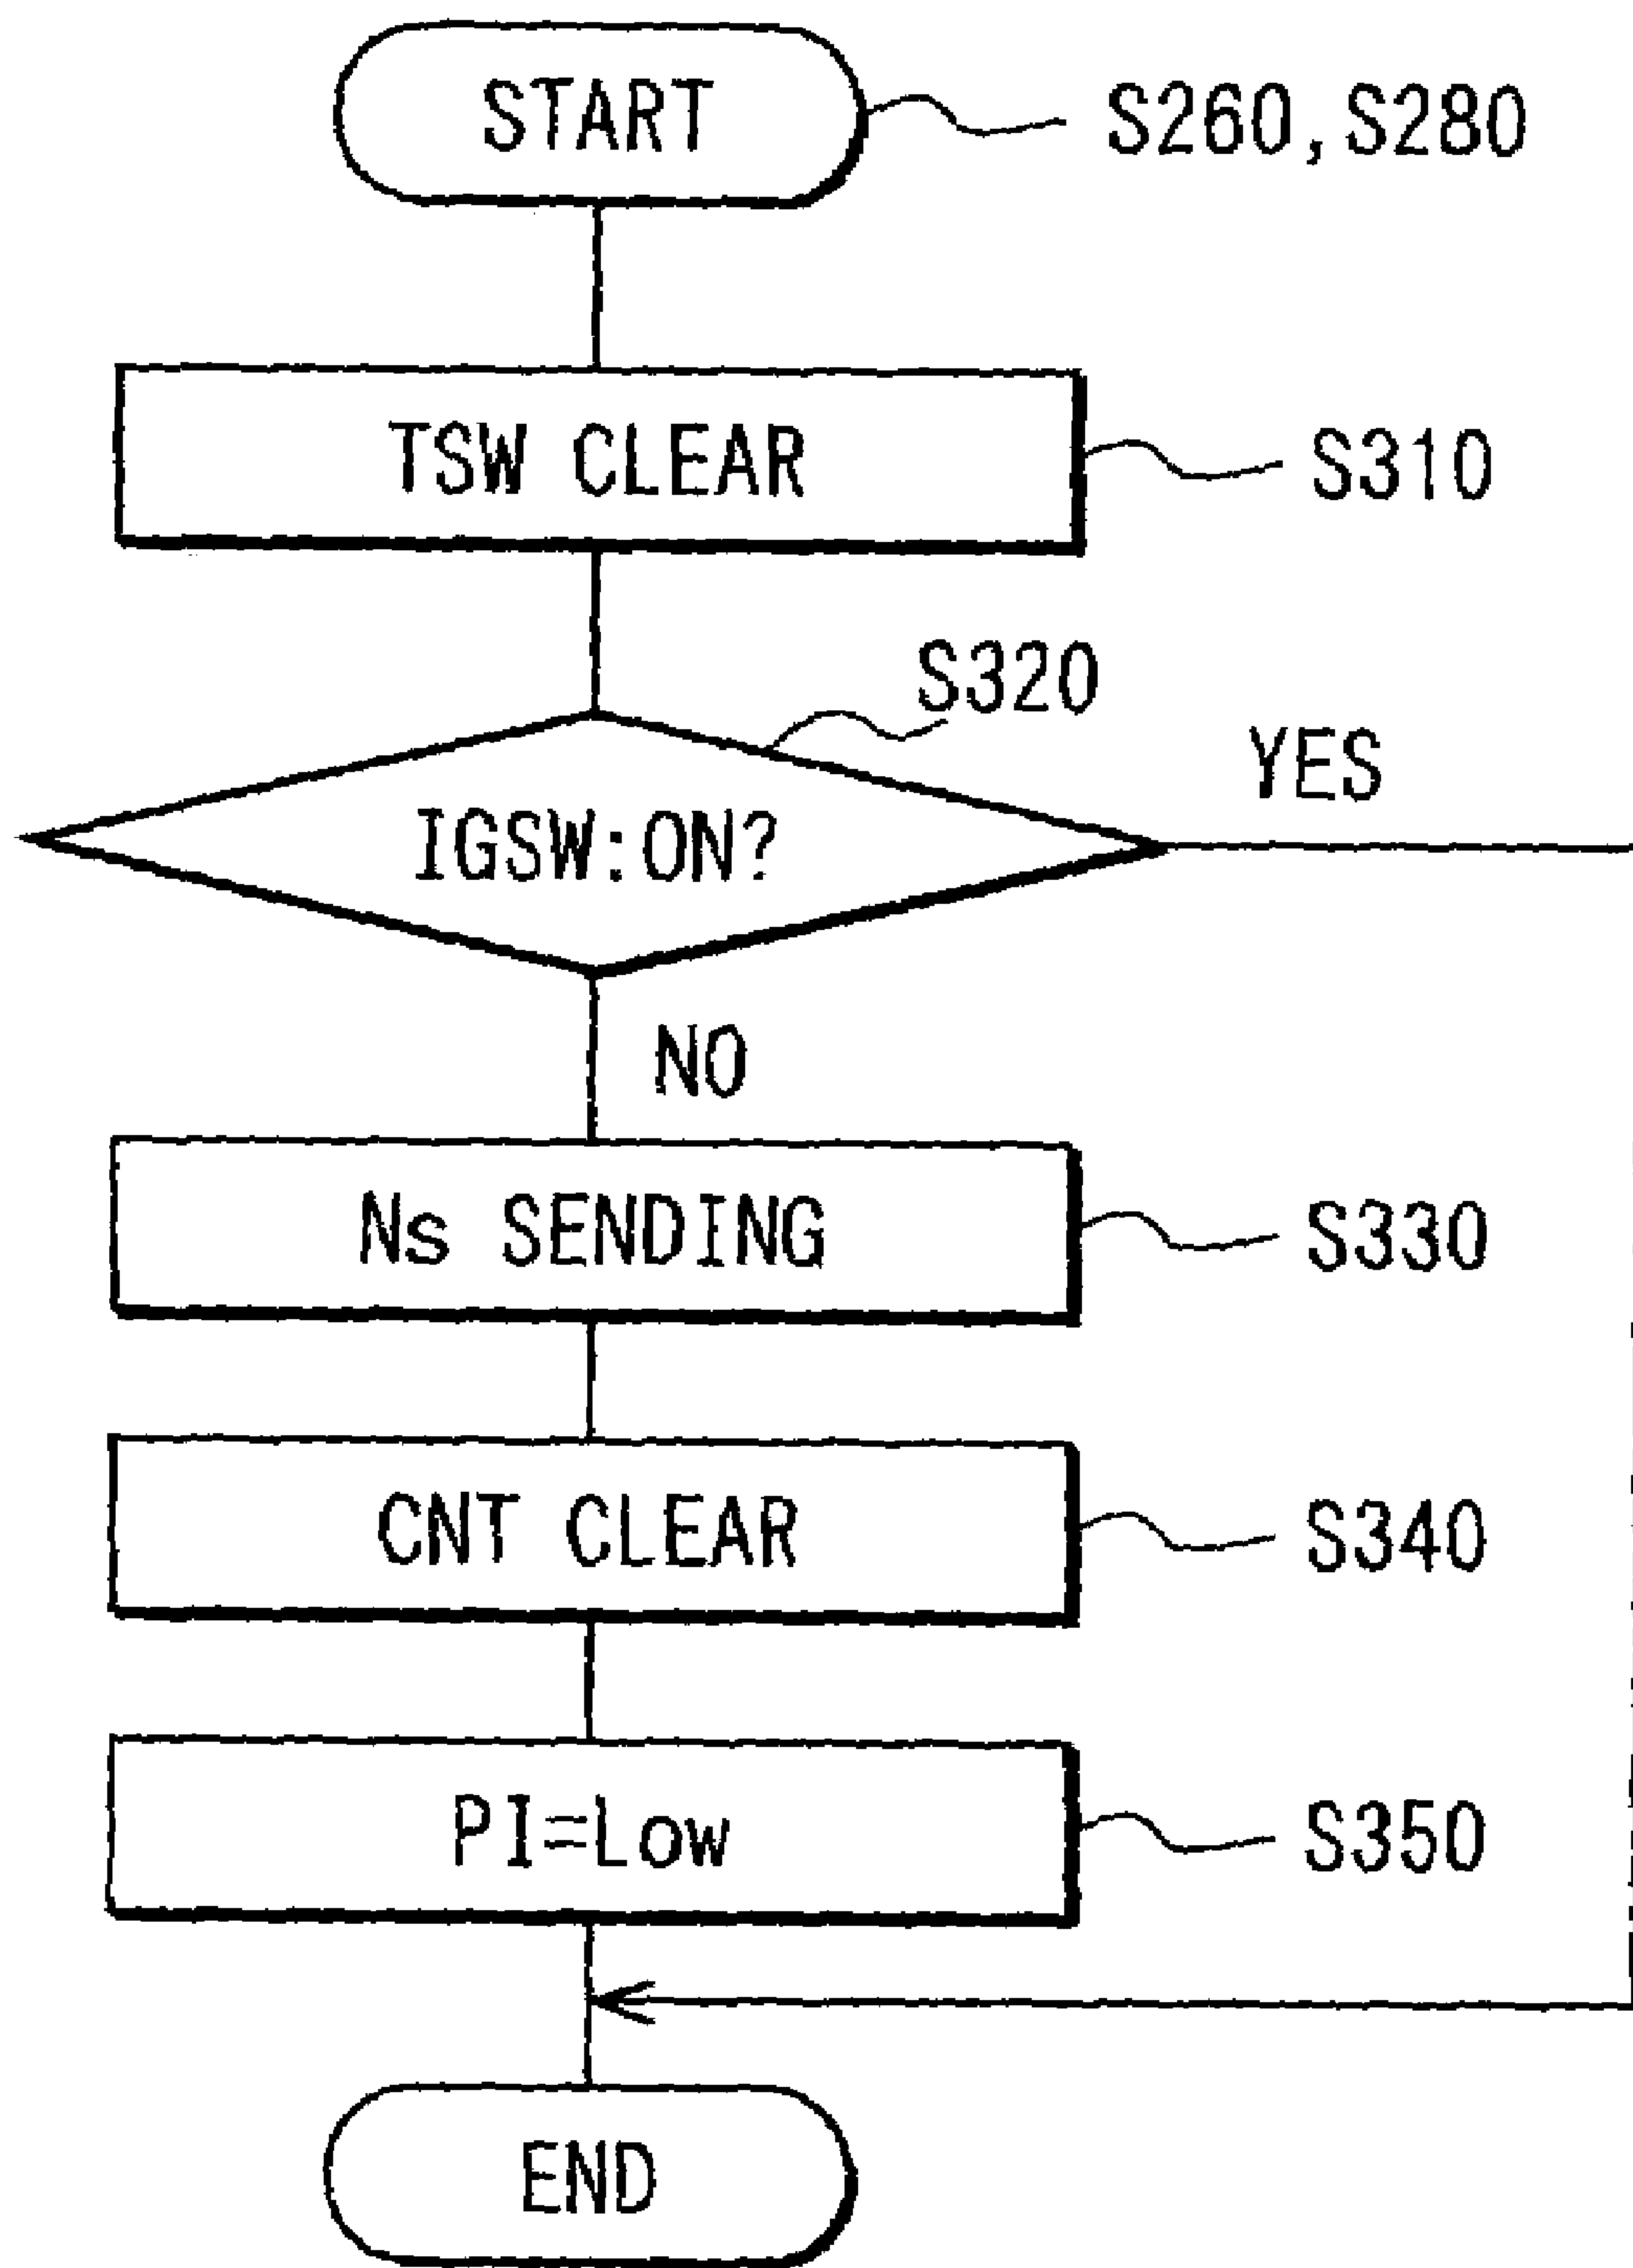 START
S260, S280
TSW CLEAR
S310
S320
IGSW:ON?
YES
NO
Ns SENDING
S330
CNT CLEAR
S340
PI=Low
S350
END